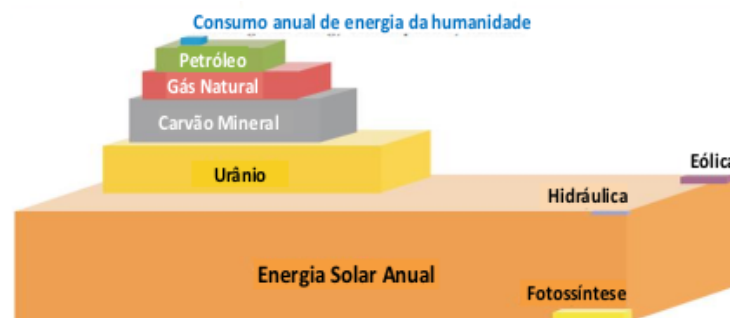 Consumo anual de energia da humanidade
Petróleo
Gás Natural
Carvão Mineral
Urânio
Eólica
Hidráulica
Energia Solar Anual
Fotossíntese